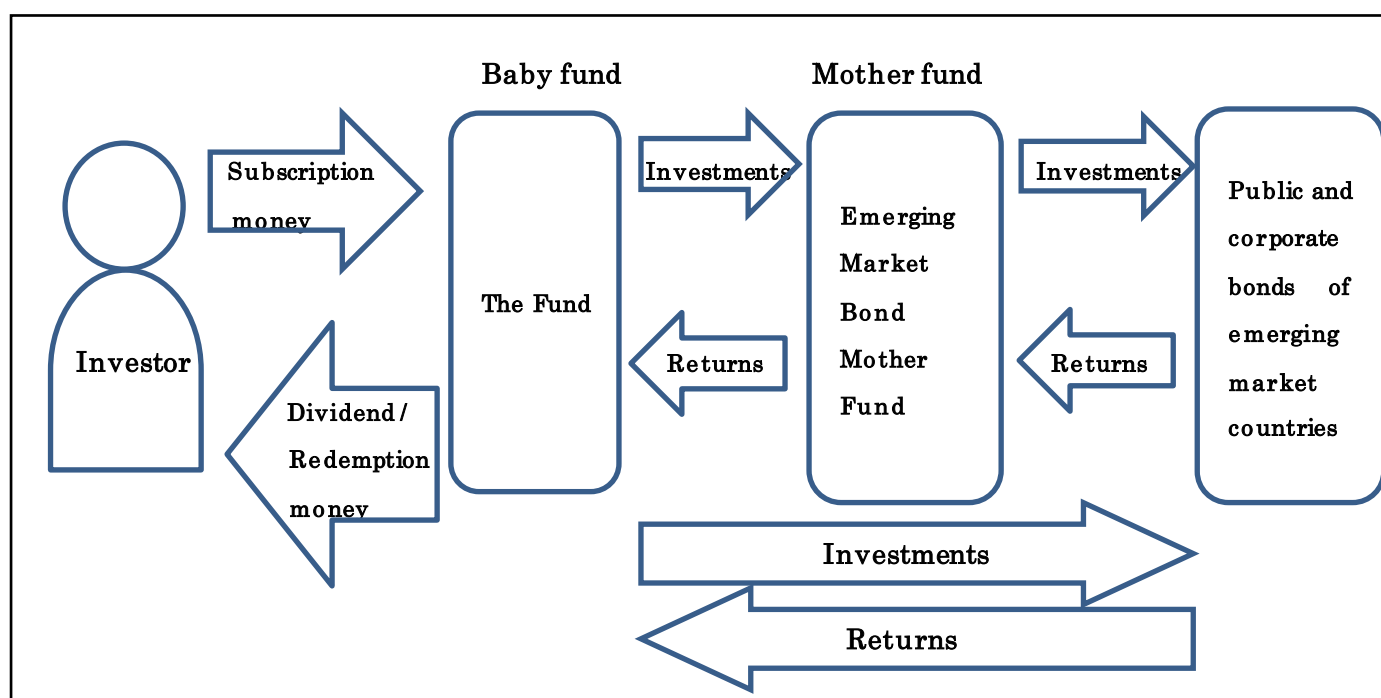 Baby fund
Mother fund
Subscription
money
Investments
Investments
Public and
corporate
bonds of
emerging
market
countries
Emerging
Market
Bond
Mother
Fund
The Fund
Investor
Returns
Returns
Dividend/
Redemption
money
Investments
Returns